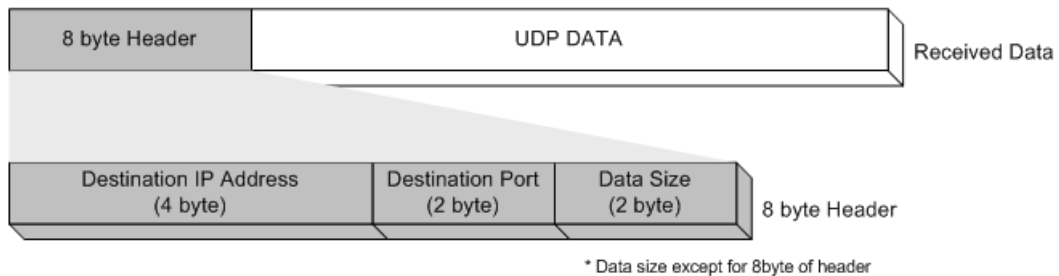 8 byte Header
UDP DATA
Received Data
Destination IP Address
(4 byte)
Destination Port
(2 byte)
Data Size
(2 byte)
8 byte Header
* Data size except for 8byte of header